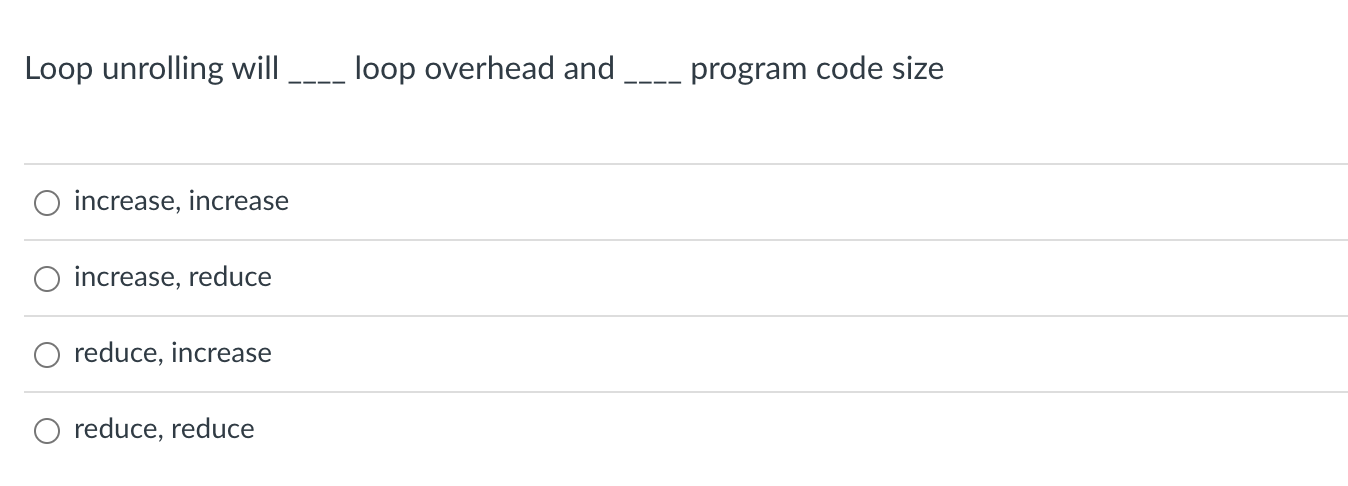 Loop unrolling will ____ loop overhead and ____ program code size
increase, increase
increase, reduce
reduce, increase
reduce, reduce